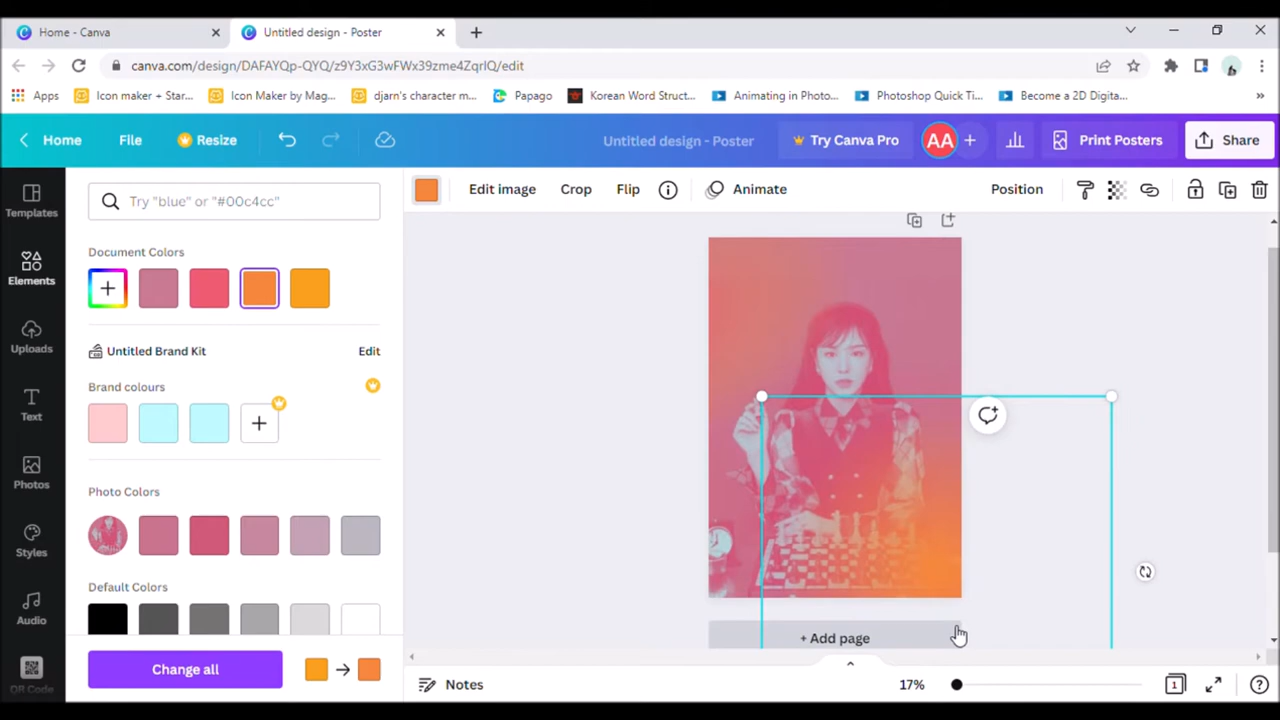 Home - Canva
Untitled design - Poster
canva.com/design/DAFAYQp-QYQ/z9Y3xG3wFWx39zme4ZqrIQ/edit
Apps
Icon maker + Star...
Icon Maker by Mag...
djarn's character m...
Papago
Korean Word Struct...
Animating in Photo...
Photoshop Quick Ti...
Become a 2D Digita...
»
Home
File
Resize
Untitled design - Poster
Try Canva Pro
AA
+
Print Posters
Share
Templates
Elements
Uploads
Text
Photos
Styles
Audio
QR Code
Try "blue" or "#00c4cc"
Document Colors
Untitled Brand Kit
Edit
Brand colours
Photo Colors
Default Colors
Change all
Edit image
Crop
Flip
Animate
Position
+ Add page
Notes
17%
1